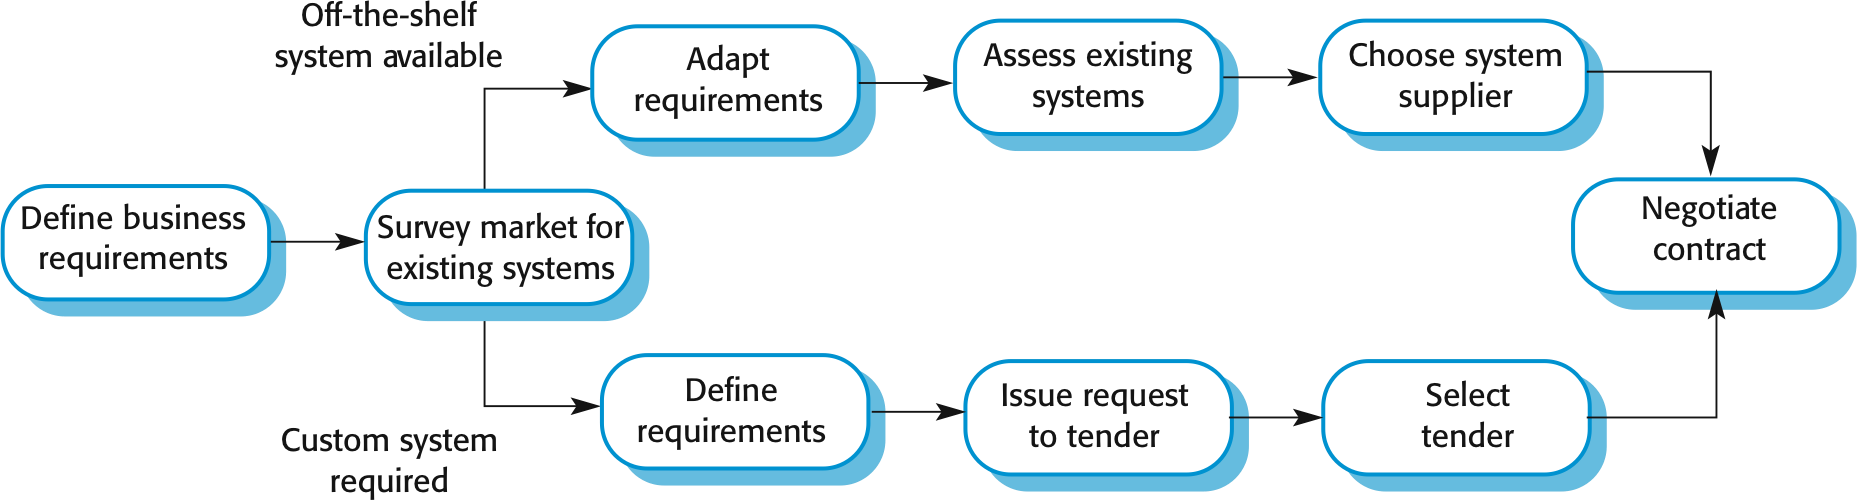 Off-the-shelf
system available
Adapt
requirements
Assess existing
systems
Choose system
supplier
Define business
requirements
Survey market for
existing systems
Negotiate
contract
Define
requirements
Issue request
to tender
Select
tender
Custom system
required